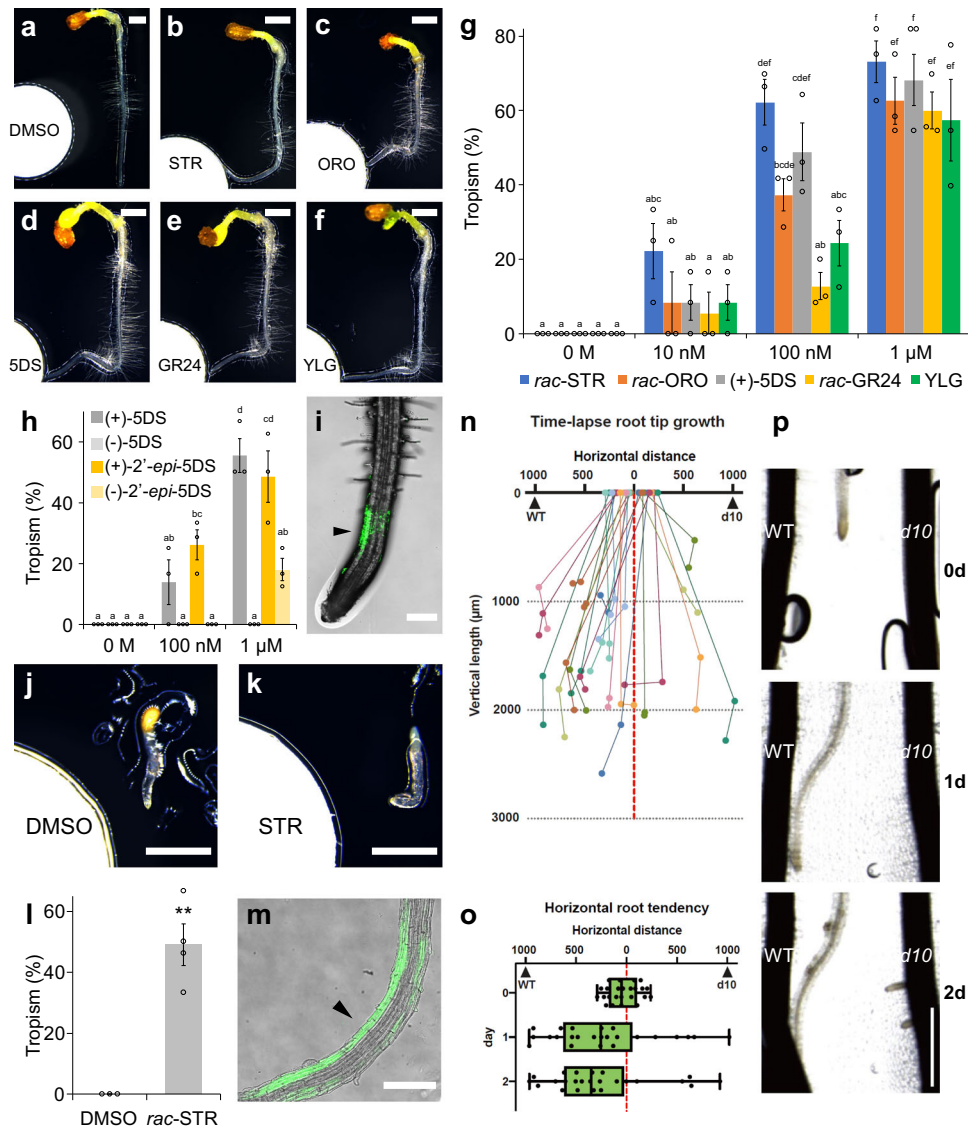 a
DMSO
b
STR
c
ORO
d
5DS
e
GR24
f
YLG
g
Tropism (%)
80
60
40
20
0
a a a a a
abc ab ab a ab
def bcde cdef ab abc
f ef f ef ef
0 M 10 nM 100 nM 1 µM
rac-STR rac-ORO (+)-5DS rac-GR24 YLG
h
(+)-5DS
(-)-5DS
(+)-2'-epi-5DS
(-)-2'-epi-5DS
Tropism (%)
60
40
20
0
a a a a
ab a bc a
d a cd ab
0 M 100 nM 1 µM
i
j
DMSO
k
STR
l
Tropism (%)
60
40
20
0
**
DMSO rac-STR
m
n
Time-lapse root tip growth
Horizontal distance
1000 500 0 500 1000
WT d10
Vertical length (µm)
0
1000
2000
3000
o
Horizontal root tendency
Horizontal distance
1000 500 0 500 1000
WT d10
day
0
1
2
p
WT d10
0d
WT d10
1d
WT d10
2d